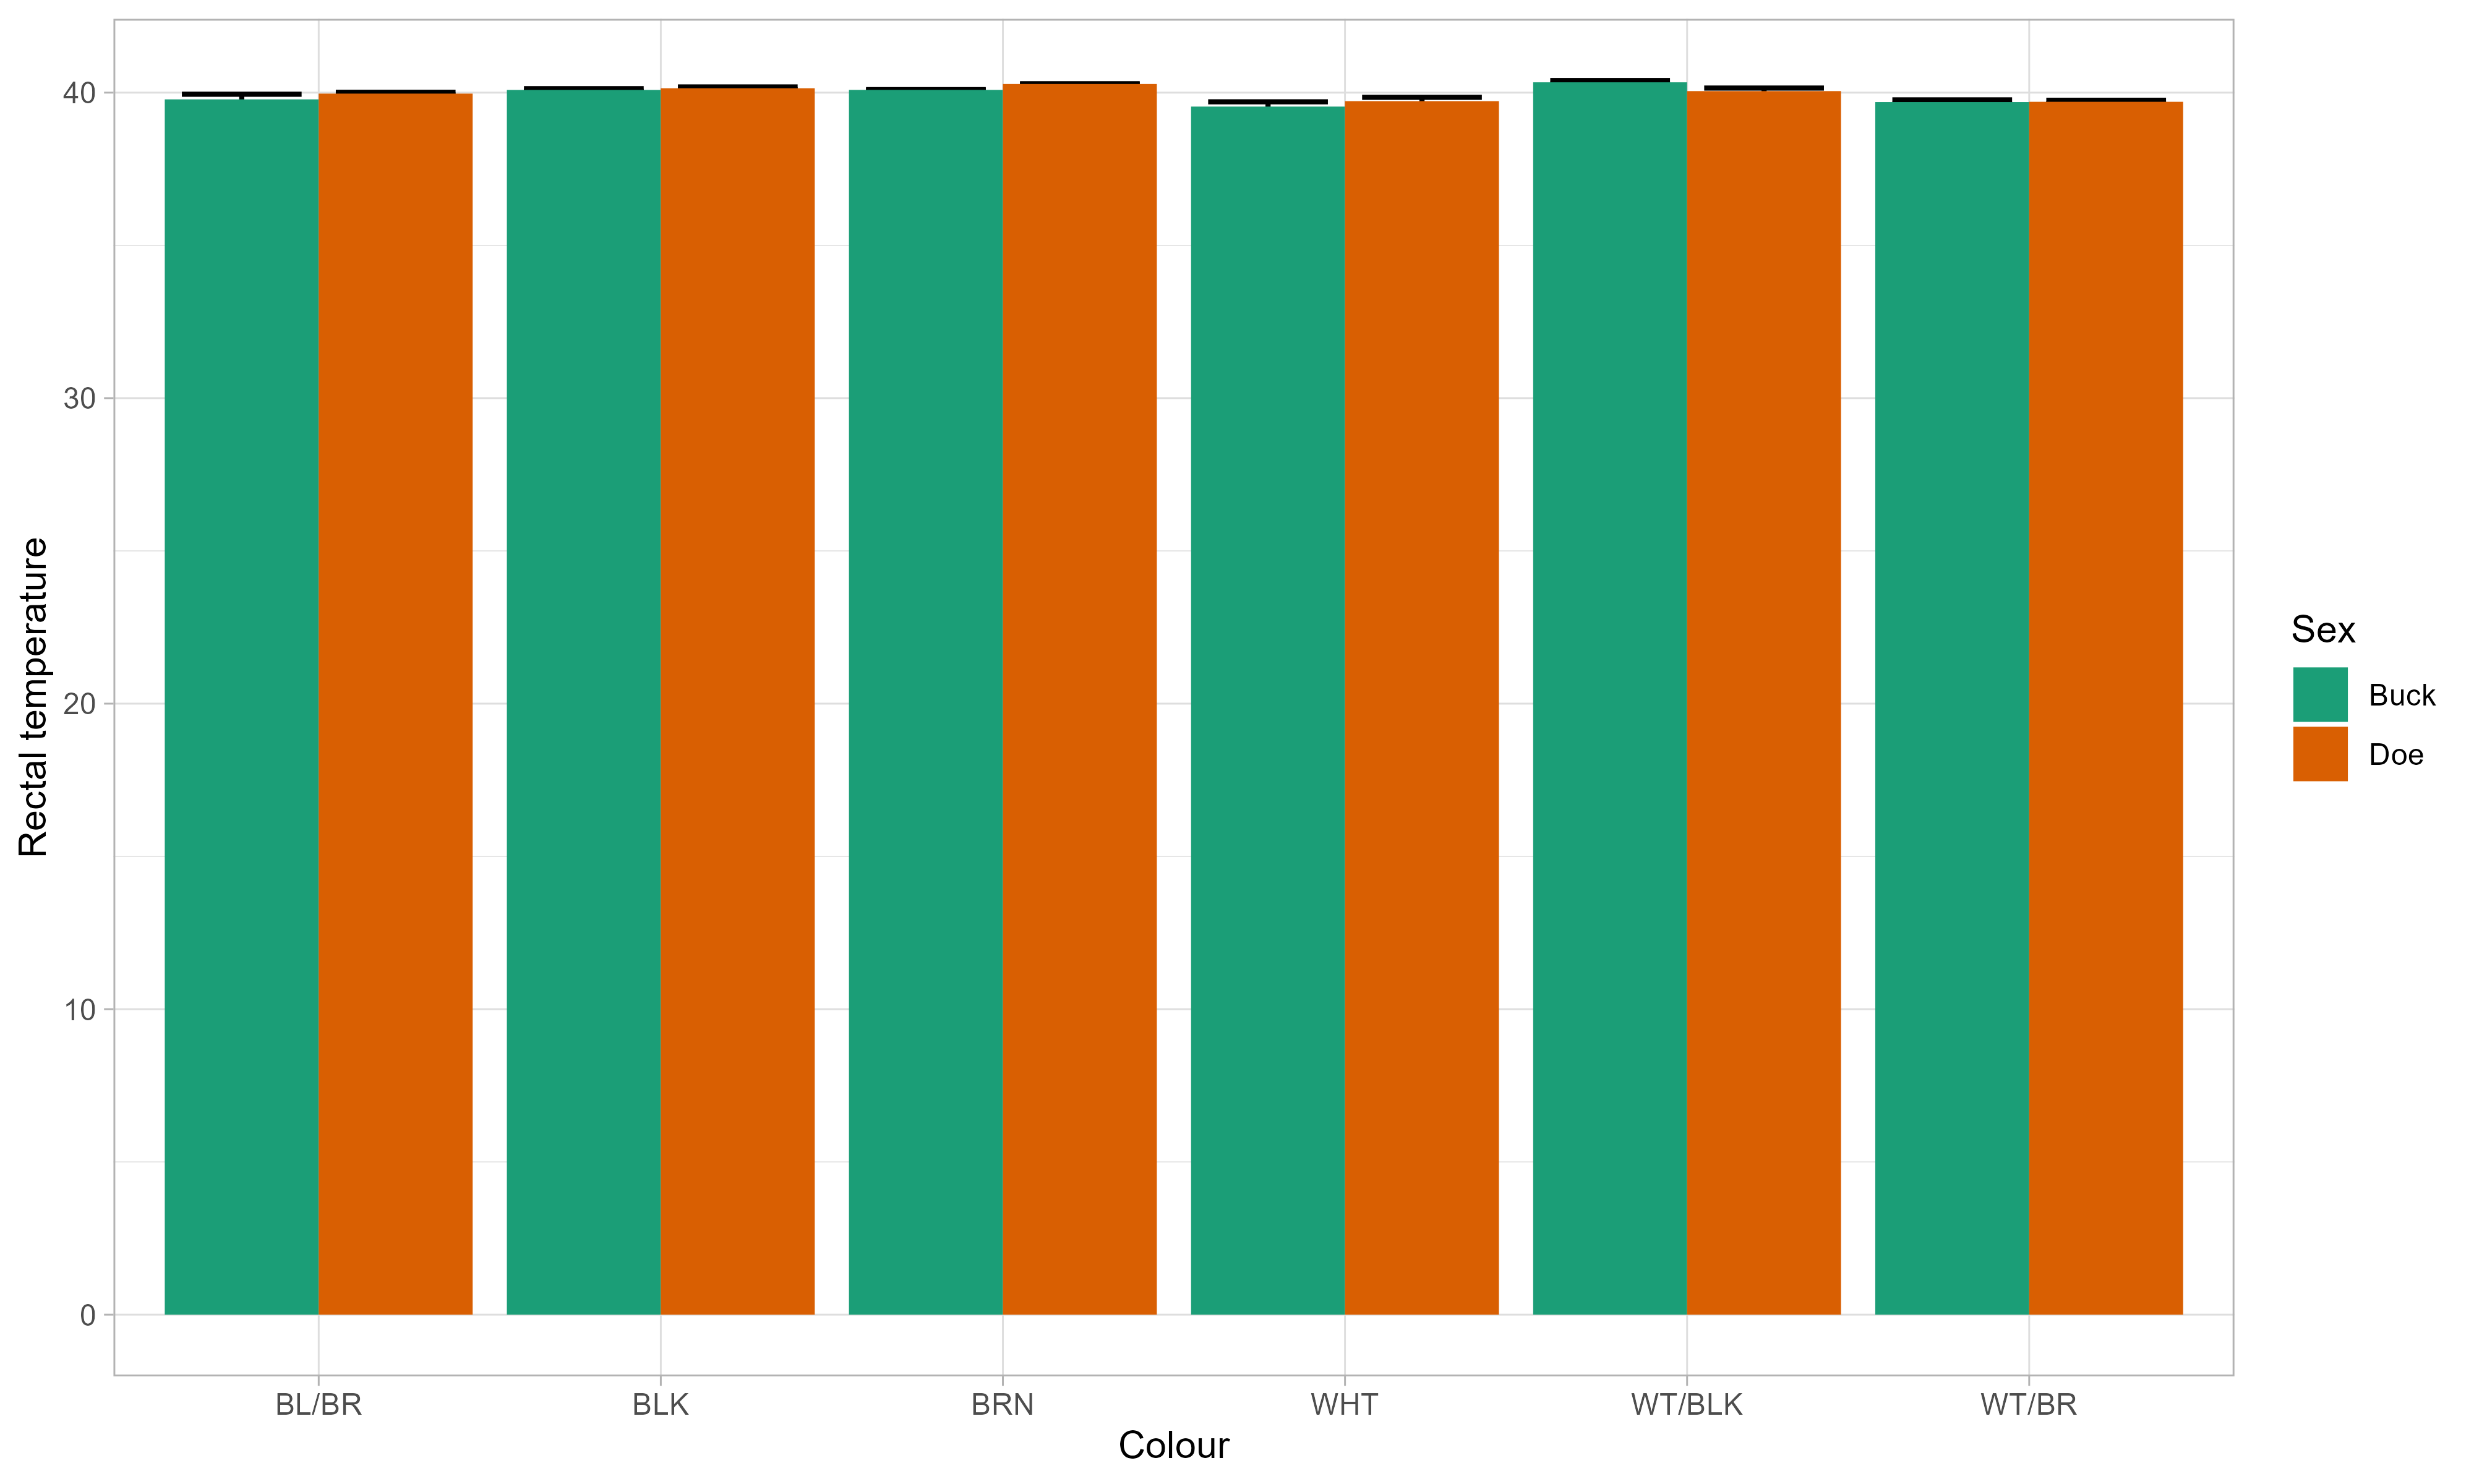 40
30
20
10
0
Rectal temperature
BL/BR
BLK
BRN
WHT
WT/BLK
WT/BR
Colour
Sex
Buck
Doe